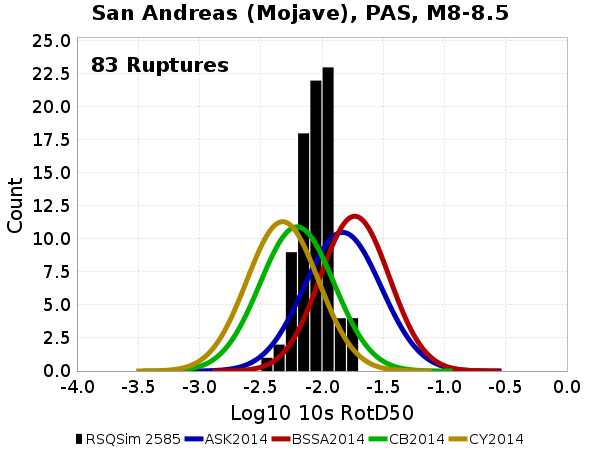 San Andreas (Mojave), PAS, M8-8.5
83 Ruptures
Count
25.0
22.5
20.0
17.5
15.0
12.5
10.0
7.5
5.0
2.5
0.0
-4.0 -3.5 -3.0 -2.5 -2.0 -1.5 -1.0 -0.5 0.0
Log10 10s RotD50
RSQSim 2585 ASK2014 BSSA2014 CB2014 CY2014